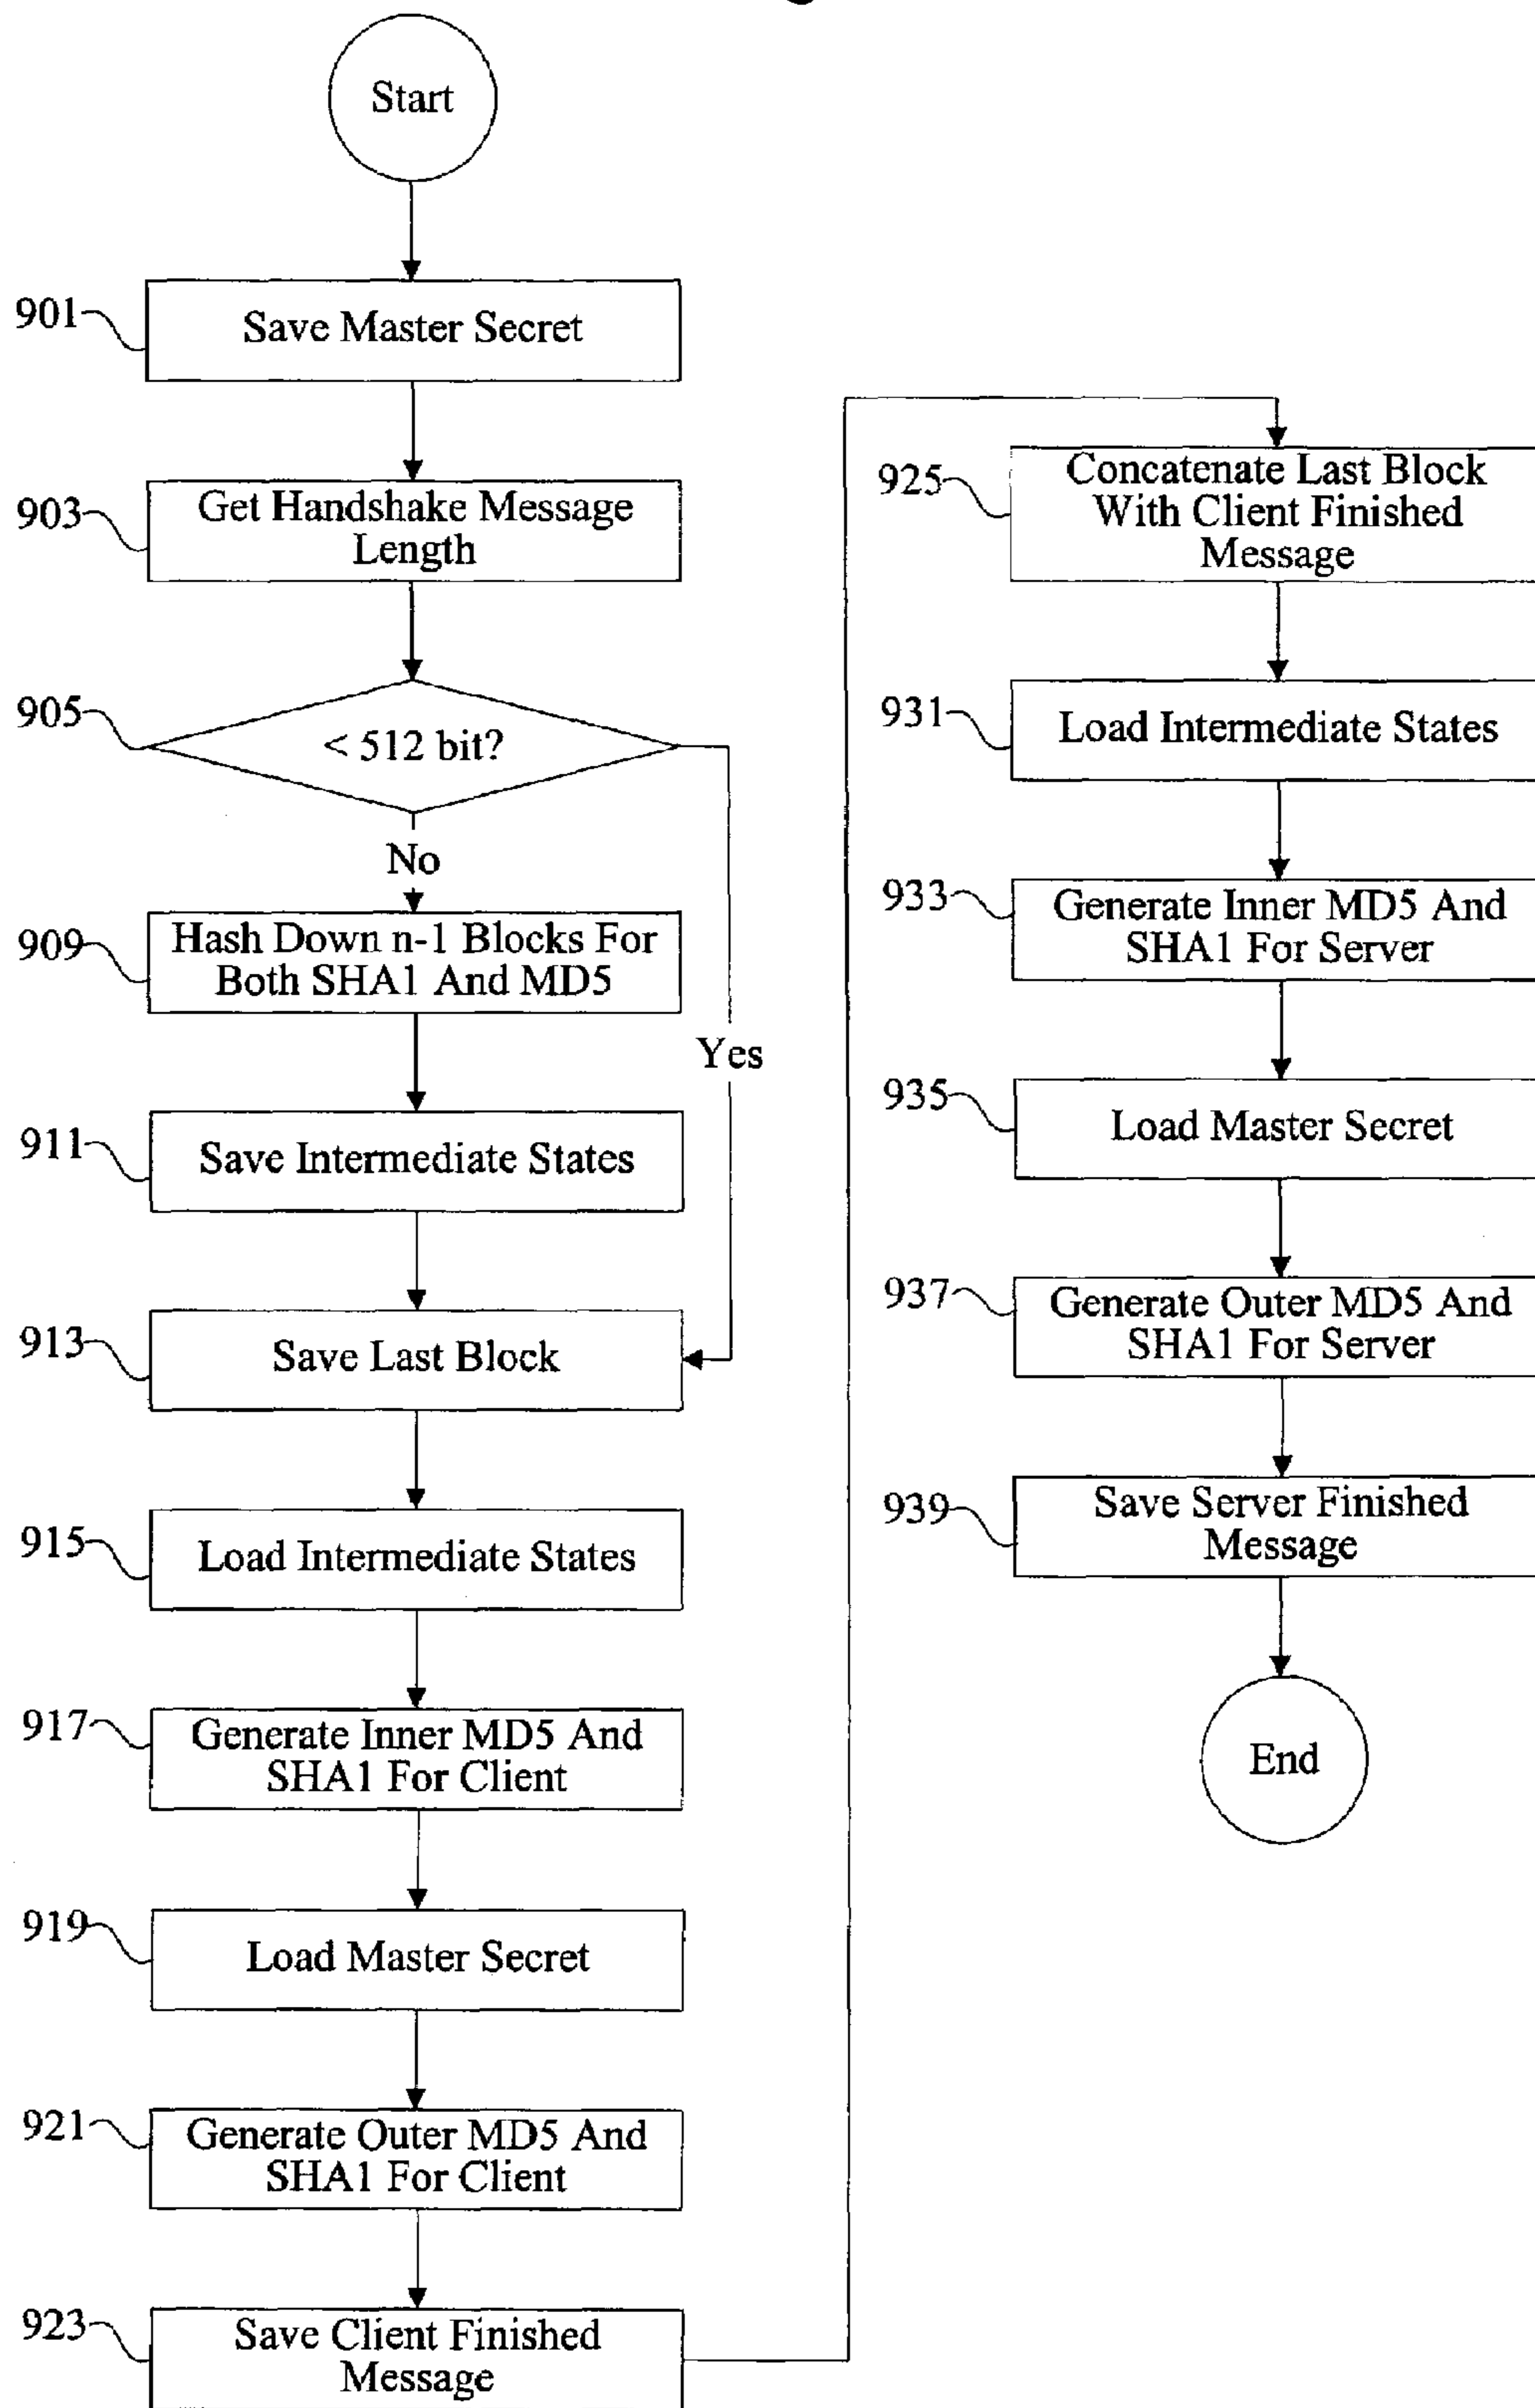 Start
901
Save Master Secret
903
Get Handshake Message
Length
905
< 512 bit?
No
Yes
909
Hash Down n-1 Blocks For
Both SHA1 And MD5
911
Save Intermediate States
913
Save Last Block
915
Load Intermediate States
917
Generate Inner MD5 And
SHA1 For Client
919
Load Master Secret
921
Generate Outer MD5 And
SHA1 For Client
923
Save Client Finished
Message
925
Concatenate Last Block
With Client Finished
Message
931
Load Intermediate States
933
Generate Inner MD5 And
SHA1 For Server
935
Load Master Secret
937
Generate Outer MD5 And
SHA1 For Server
939
Save Server Finished
Message
End